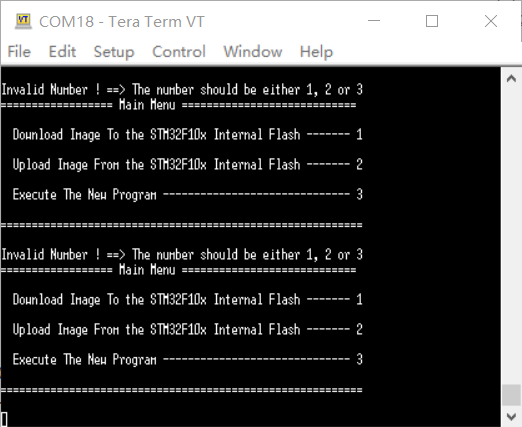 COM18 - Tera Term VT
File Edit Setup Control Window Help
Invalid Number ! ==> The number should be either 1, 2 or 3
================== Main Menu ============================
Download Image To the STM32F10x Internal Flash ------- 1
Upload Image From the STM32F10x Internal Flash ------- 2
Execute The New Program ------------------------------ 3
==========================================================
Invalid Number ! ==> The number should be either 1, 2 or 3
================== Main Menu ============================
Download Image To the STM32F10x Internal Flash ------- 1
Upload Image From the STM32F10x Internal Flash ------- 2
Execute The New Program ------------------------------ 3
==========================================================